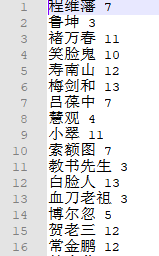 1 程维藩 7
2 鲁坤 3
3 褚万春 11
4 笑脸鬼 10
5 寿南山 12
6 梅剑和 13
7 吕葆中 7
8 慧观 4
9 小翠 11
10 索额图 7
11 教书先生 3
12 白脸人 13
13 血刀老祖 3
14 博尔忽 5
15 贺老三 12
16 常金鹏 12